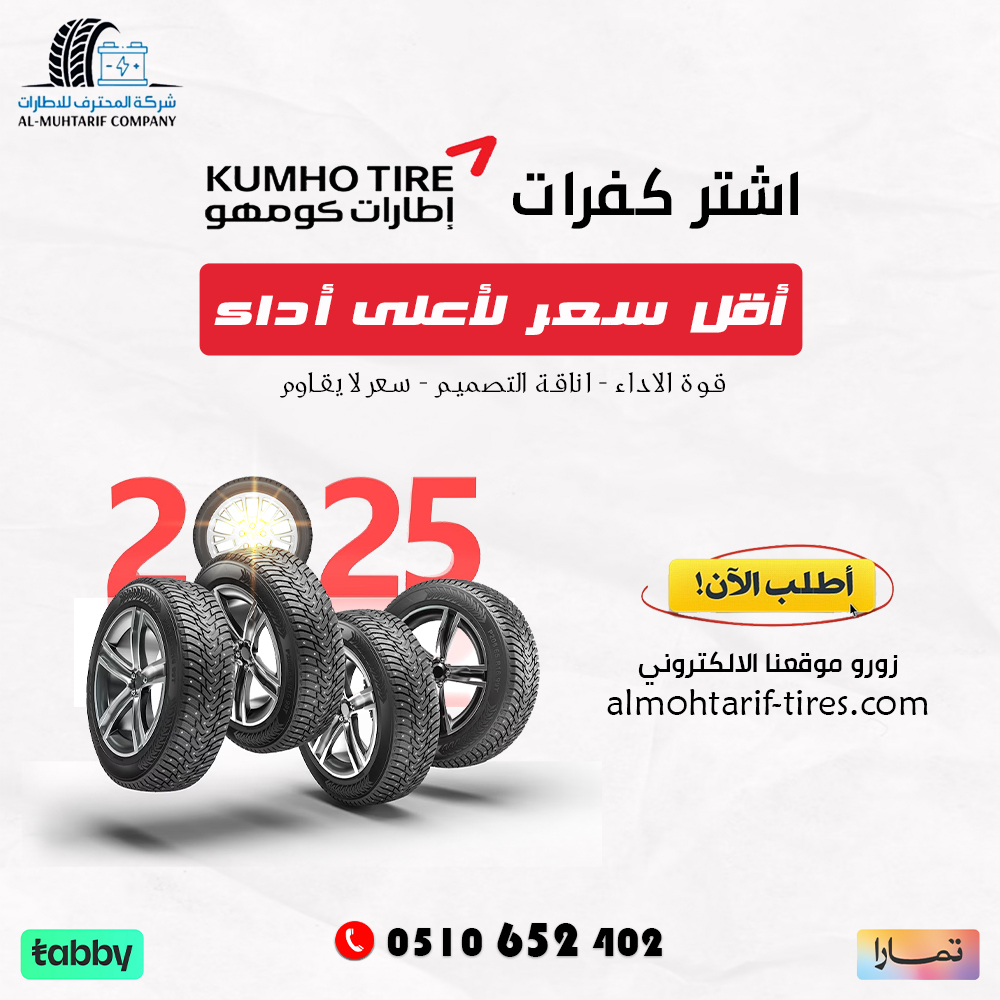 شركة المحترف للاطارات
AL-MUHTARIF COMPANY
اشتر كفرات
KUMHO TIRE
إطارات كومهو
أقل سعر لأعلى أداء
قوة الاداء - اناقة التصميم - سعر لا يقاوم
2025
أطلب الآن!
زورو موقعنا الالكتروني
almohtarif-tires.com
tabby
0510 652 402
تمارا